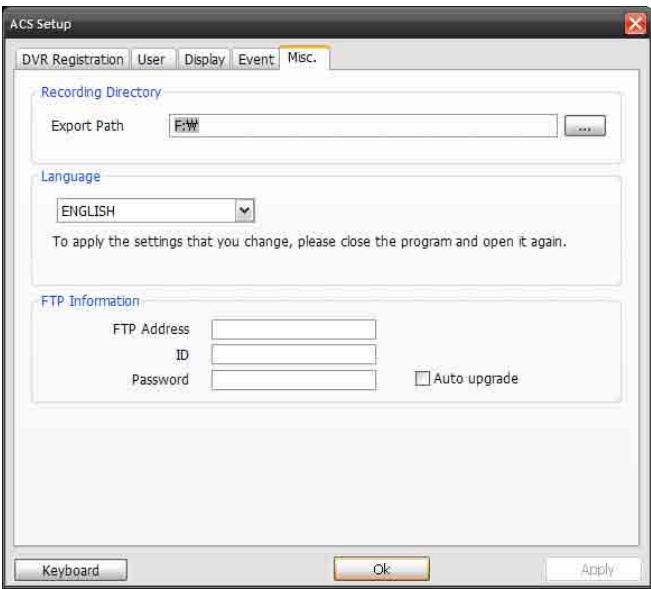 ACS Setup
DVR Registration User Display Event Misc.
Recording Directory
Export Path F:₩ ...
Language
ENGLISH
To apply the settings that you change, please close the program and open it again.
FTP Information
FTP Address
ID
Password Auto upgrade
Keyboard Ok Apply